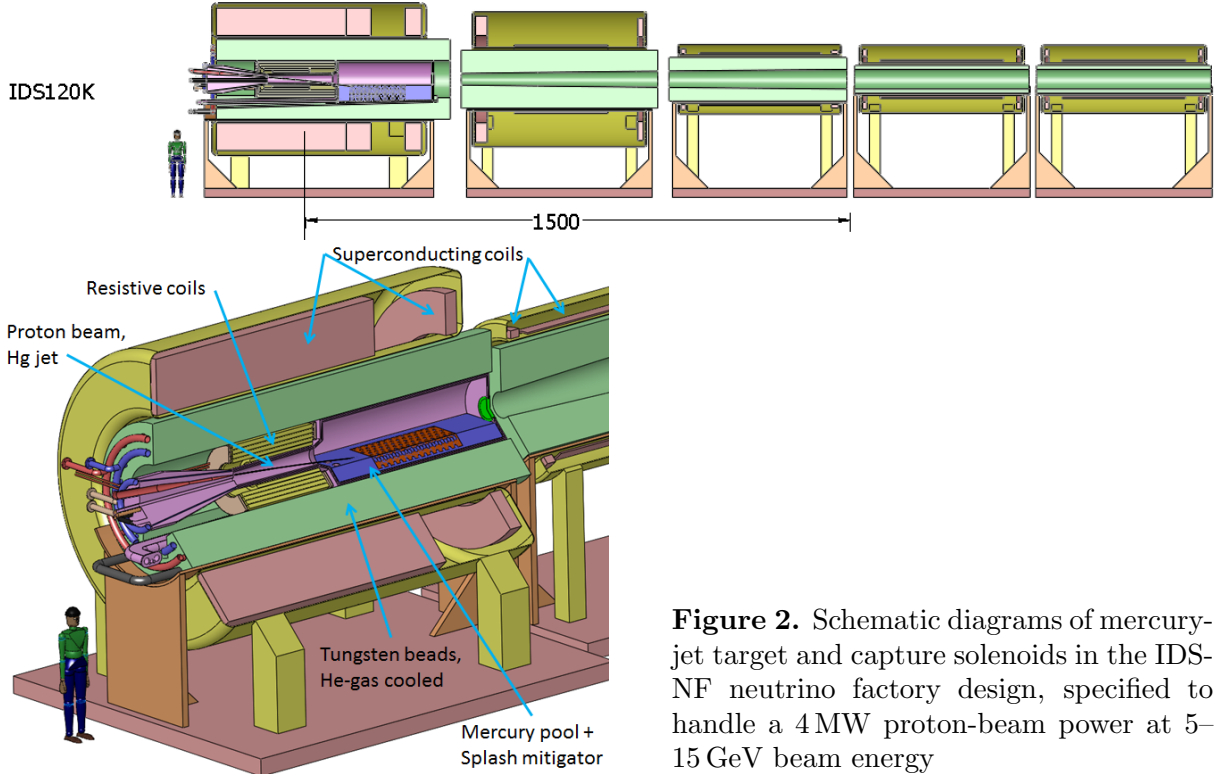 IDS120K
1500
Superconducting coils
Resistive coils
Proton beam,
Hg jet
Tungsten beads,
He-gas cooled
Mercury pool +
Splash mitigator
Figure 2. Schematic diagrams of mercury-
jet target and capture solenoids in the IDS-
NF neutrino factory design, specified to
handle a 4 MW proton-beam power at 5–
15 GeV beam energy